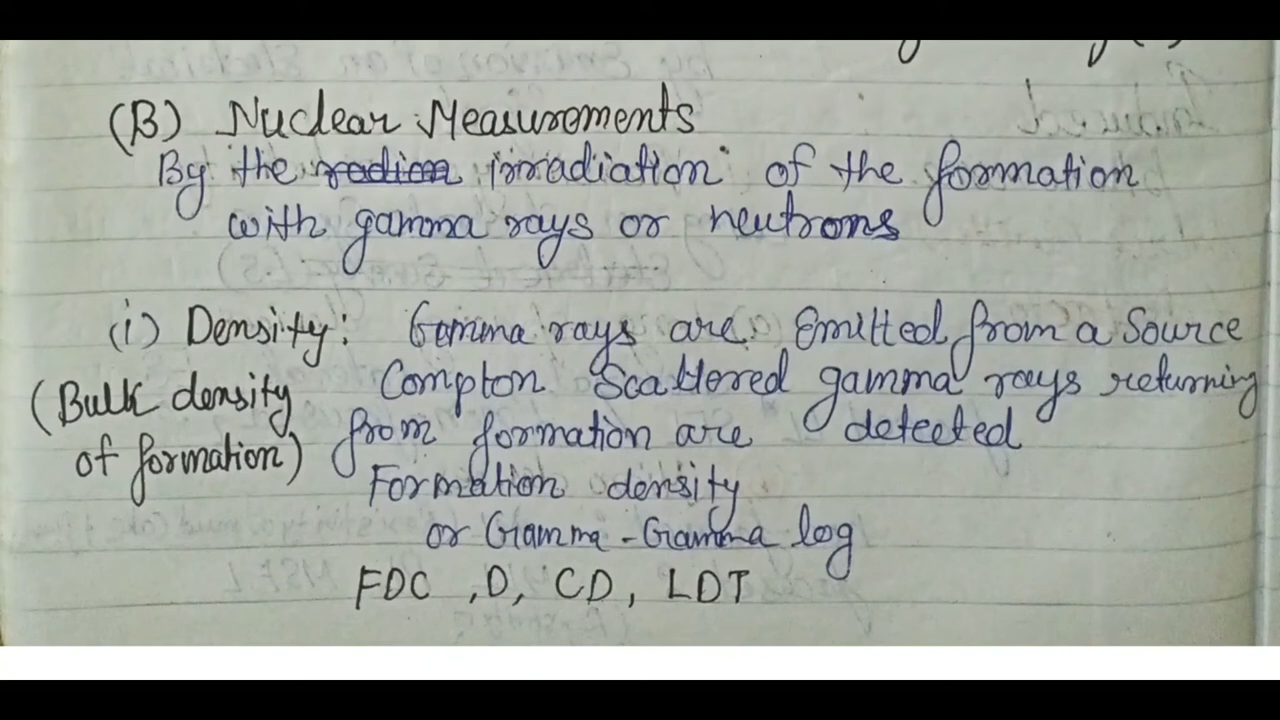 (B) Nuclear Measurements
By the irradiation of the formation
with gamma rays or neutrons
(i) Density: Gamma rays are Emitted from a Source
(Bulk density Compton Scattered gamma rays returning
of formation) from formation are detected
Formation density
or Gamma-Gamma log
FDC, D, CD, LDT